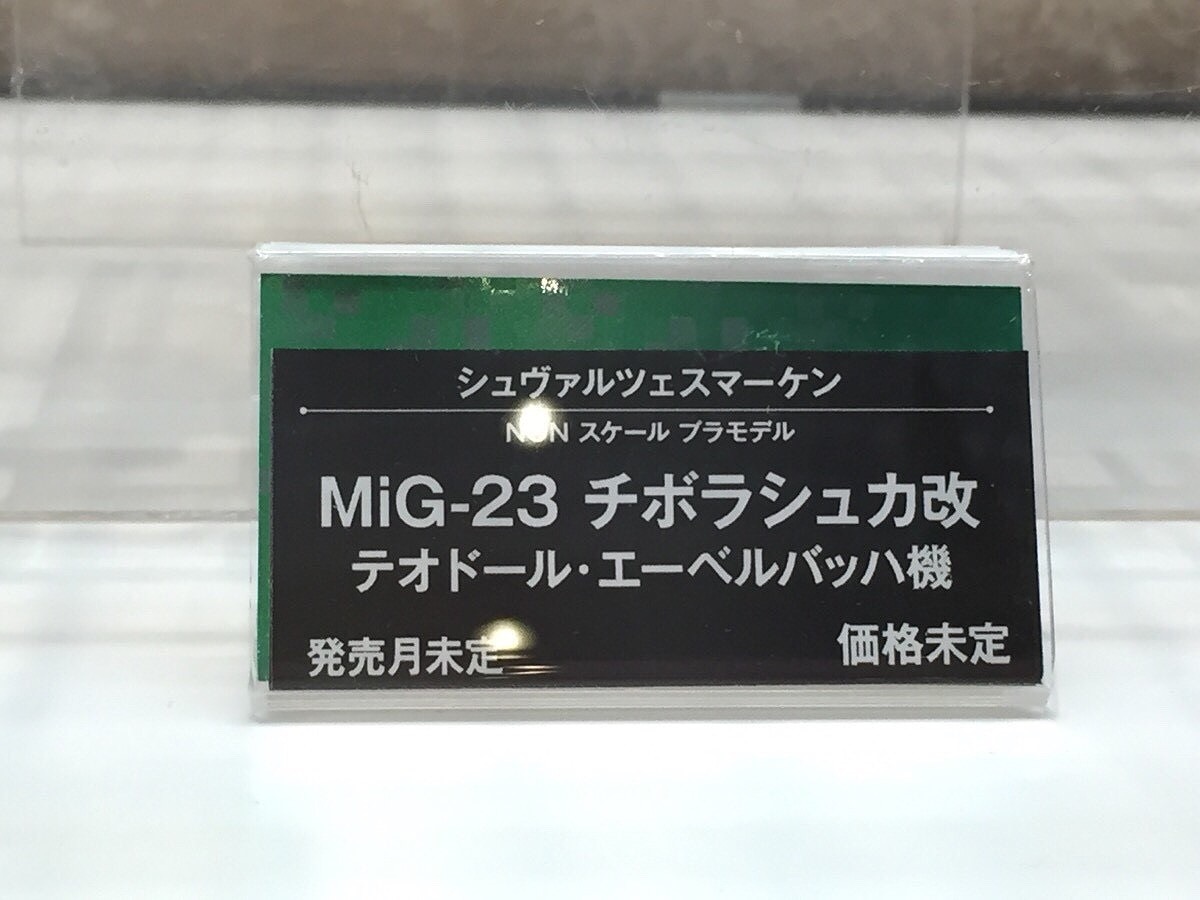 シュヴァルツェスマーケン
NON スケール プラモデル
MiG-23 チボラシュカ改
テオドール・エーベルバッハ機
発売月未定
価格未定